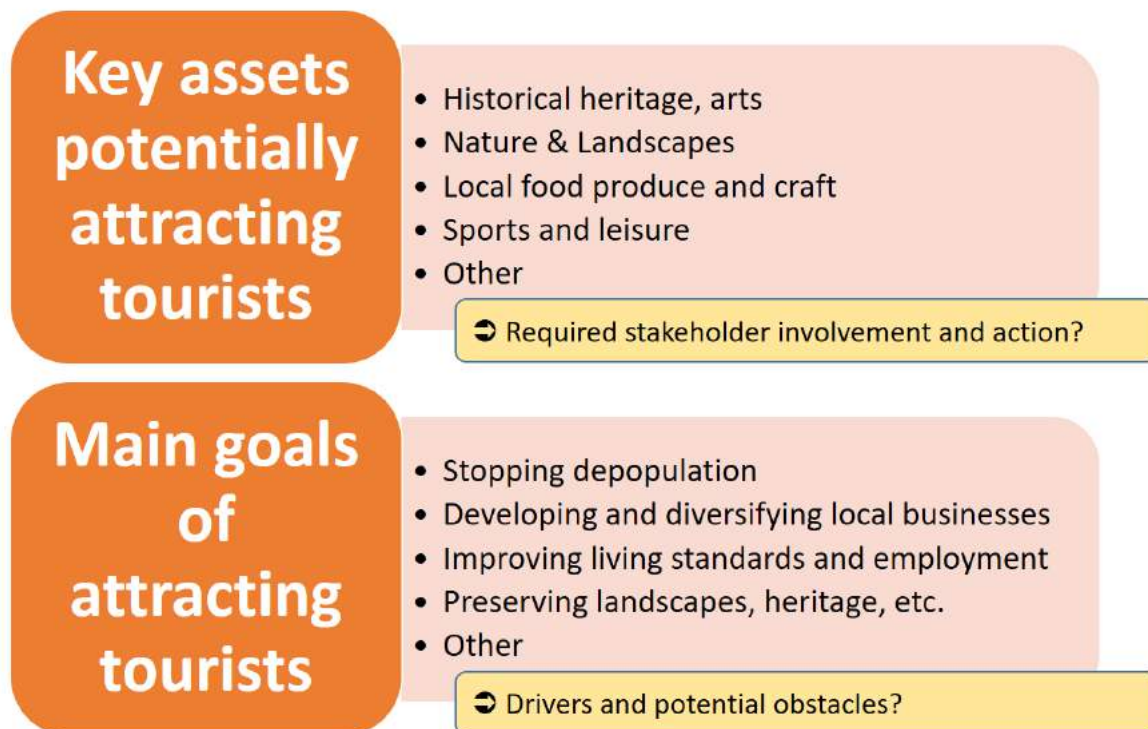 Key assets
potentially
attracting
tourists
• Historical heritage, arts
• Nature & Landscapes
• Local food produce and craft
• Sports and leisure
• Other
➲ Required stakeholder involvement and action?
Main goals
of
attracting
tourists
• Stopping depopulation
• Developing and diversifying local businesses
• Improving living standards and employment
• Preserving landscapes, heritage, etc.
• Other
➲ Drivers and potential obstacles?